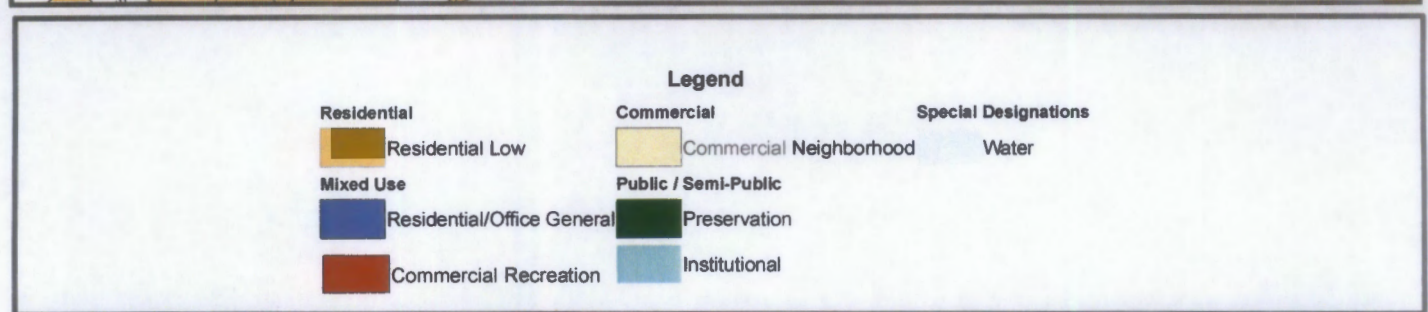 Legend
Residential
Residential Low
Mixed Use
Residential/Office General
Commercial Recreation
Commercial
Commercial Neighborhood
Public / Semi-Public
Preservation
Institutional
Special Designations
Water